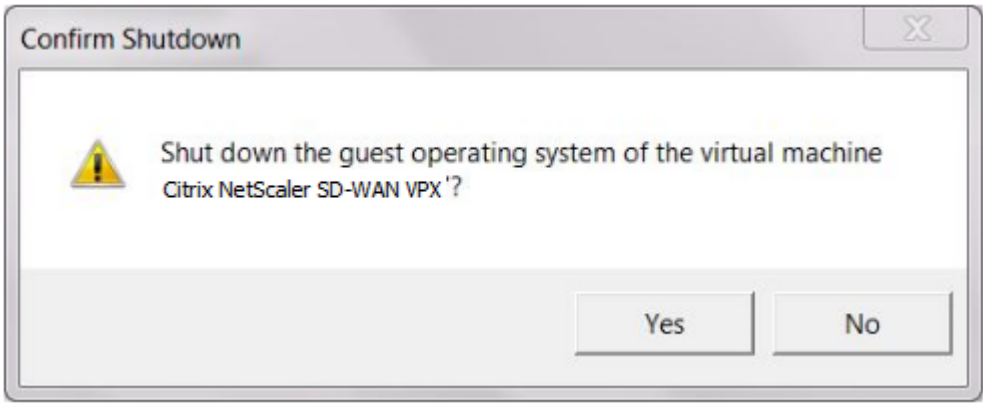 Confirm Shutdown
Shut down the guest operating system of the virtual machine
Citrix NetScaler SD-WAN VPX'?
Yes
No